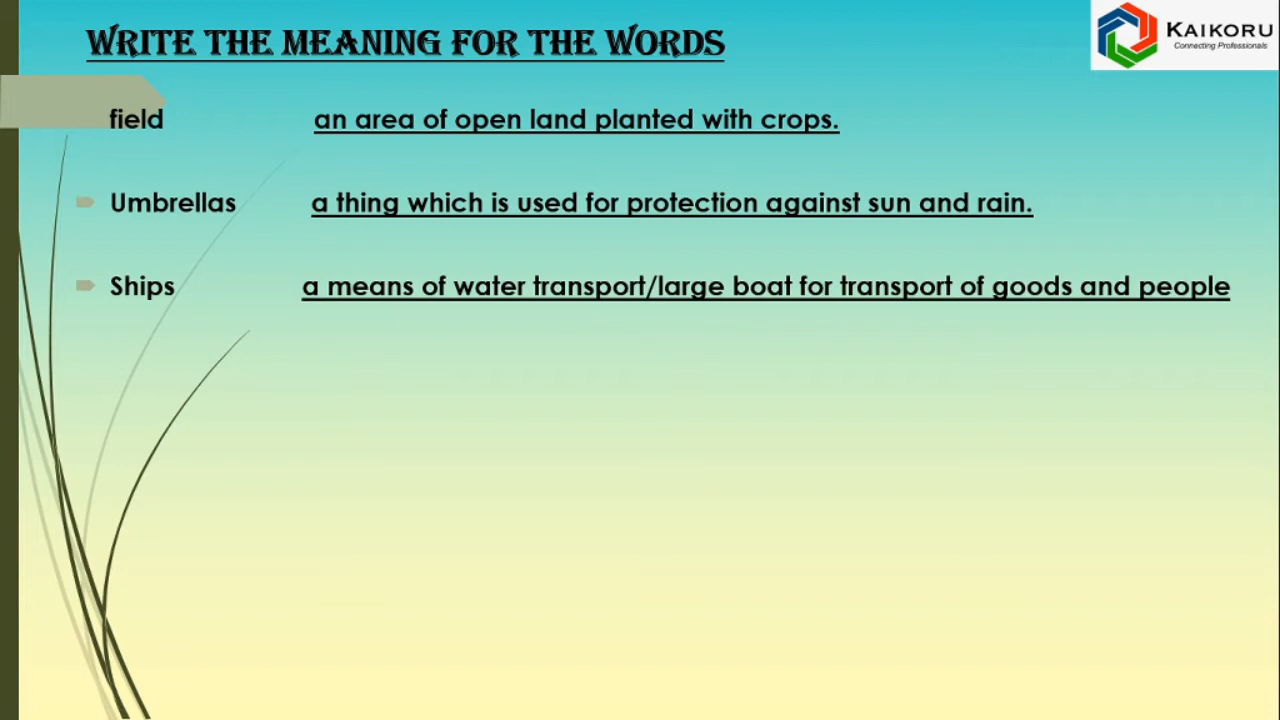 WRITE THE MEANING FOR THE WORDS
KAIKORU
Connecting Professionals
field an area of open land planted with crops.
Umbrellas a thing which is used for protection against sun and rain.
Ships a means of water transport/large boat for transport of goods and people